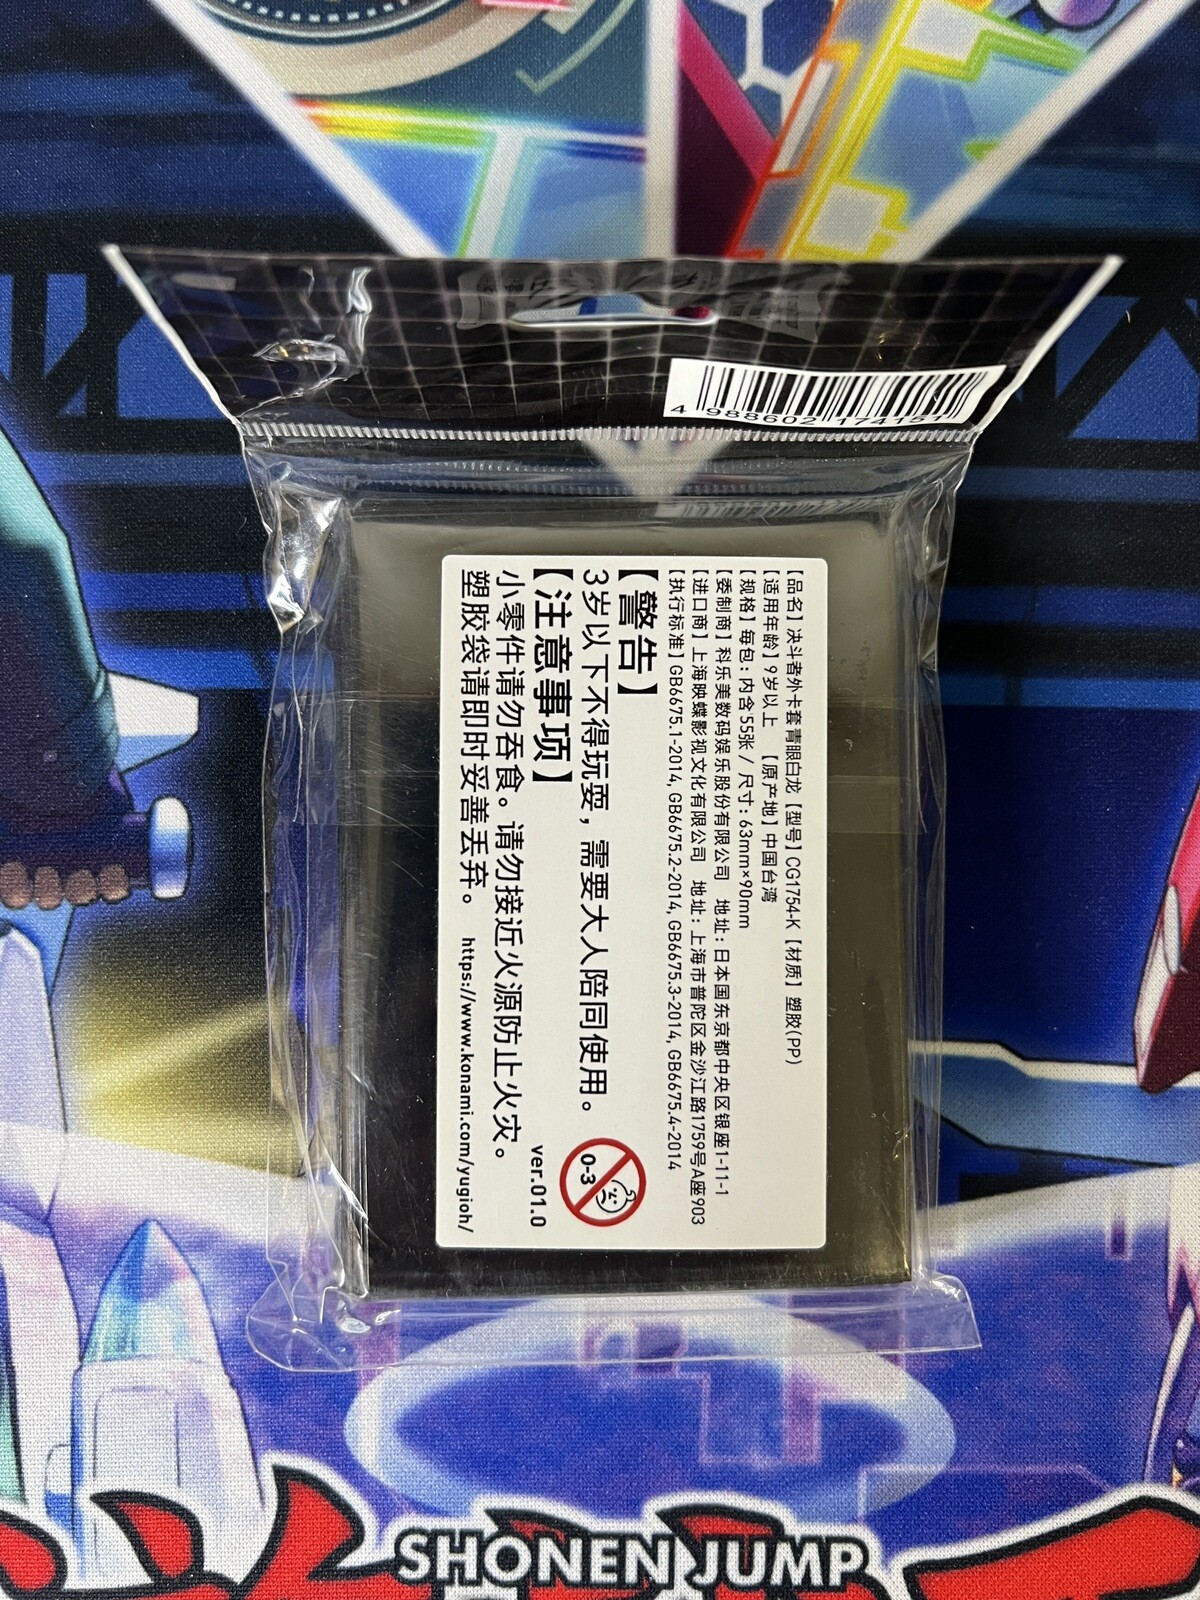 4 988602 174151
【品名】决斗者外卡套青眼白龙【型号】CG1754-K【材质】塑胶(PP)
【适用年龄】9岁以上 【原产地】中国台湾
【规格】每包：内含55张 / 尺寸：63mm×90mm
【委制商】科乐美数码娱乐股份有限公司 地址：日本国东京都中央区银座1-11-1
【进口商】上海映蝶影视文化有限公司 地址：上海市普陀区金沙江路1759号A座903
【执行标准】GB6675.1-2014, GB6675.2-2014, GB6675.3-2014, GB6675.4-2014
【警告】
3岁以下不得玩耍，需要大人陪同使用。
0-3
【注意事项】
ver.01.0
小零件请勿吞食。请勿接近火源防止火灾。
塑胶袋请即时妥善丢弃。 https://www.konami.com/yugioh/
SHONEN JUMP